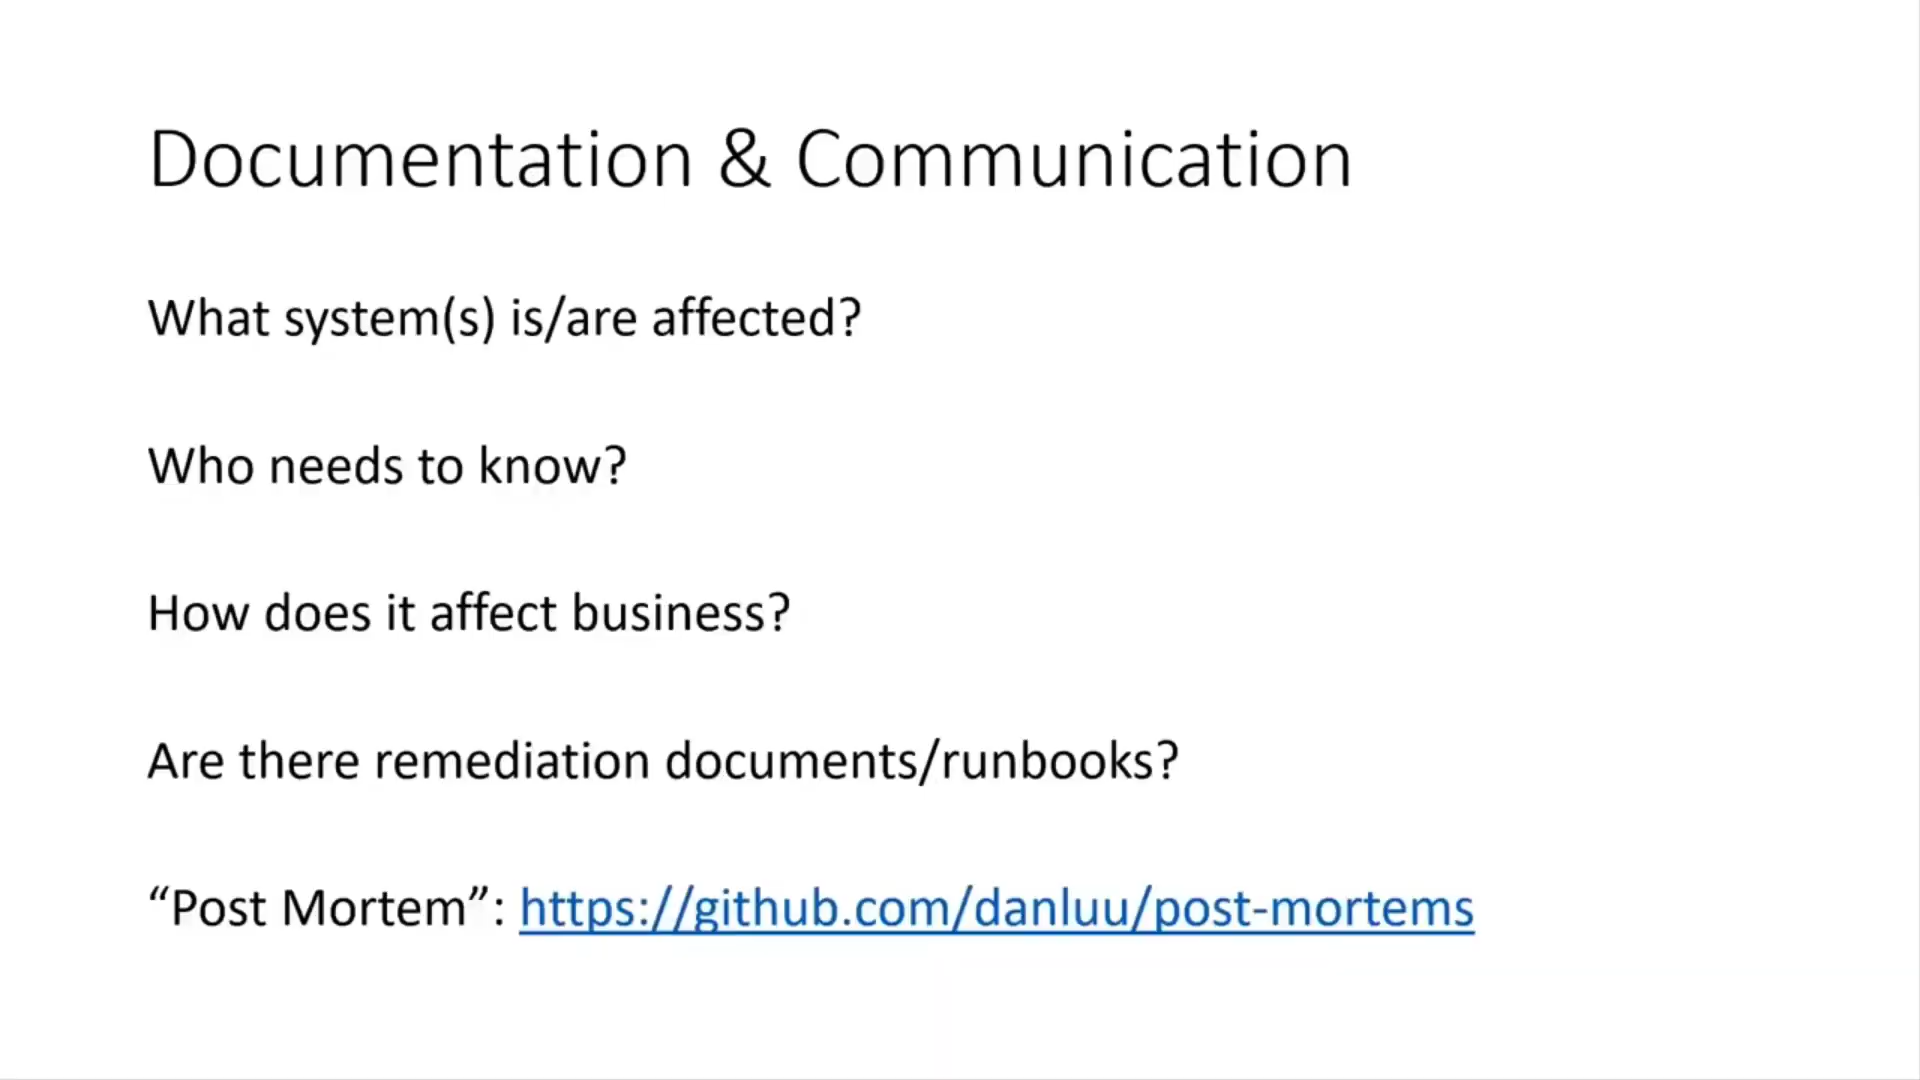 Documentation & Communication
What system(s) is/are affected?
Who needs to know?
How does it affect business?
Are there remediation documents/runbooks?
“Post Mortem”: https://github.com/danluu/post-mortems